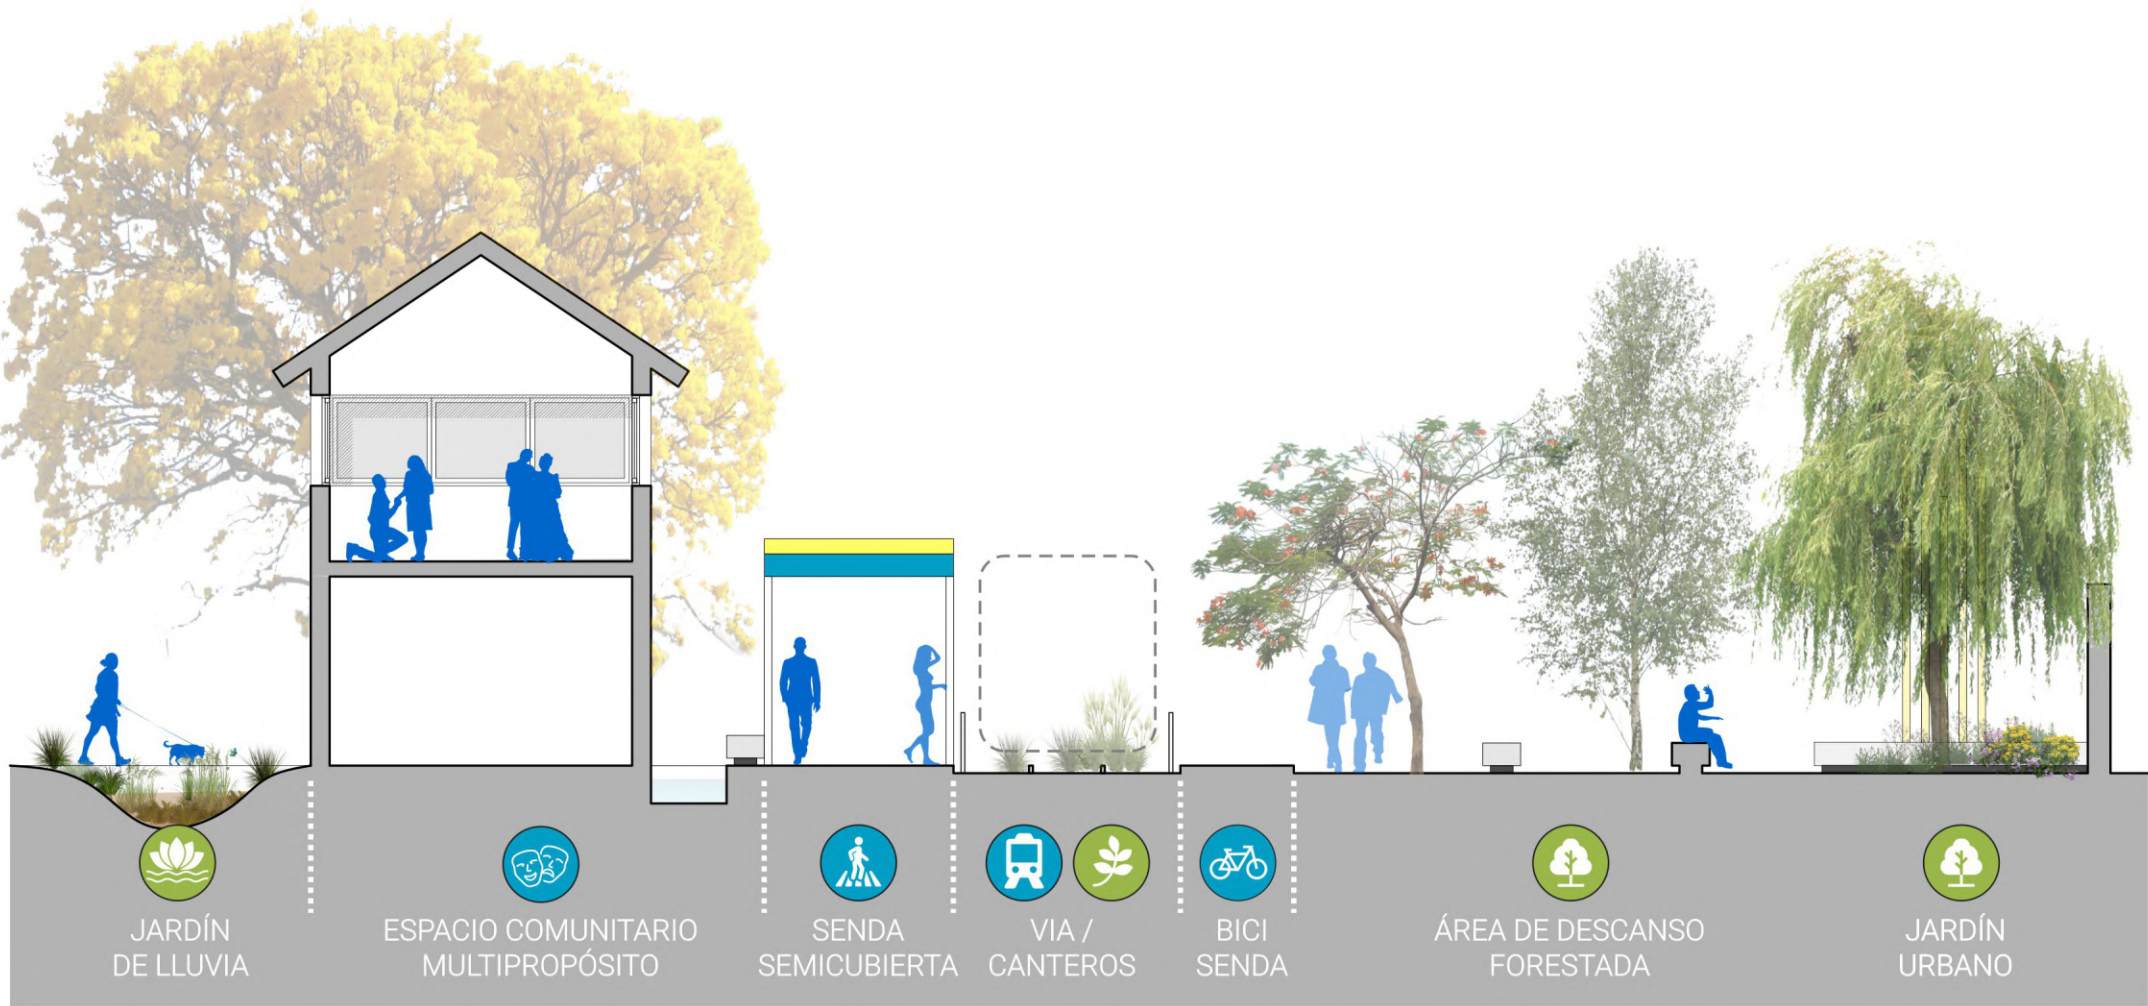 JARDÍN
DE LLUVIA
ESPACIO COMUNITARIO
MULTIPROPÓSITO
SENDA
SEMICUBIERTA
VIA /
CANTEROS
BICI
SENDA
ÁREA DE DESCANSO
FORESTADA
JARDÍN
URBANO